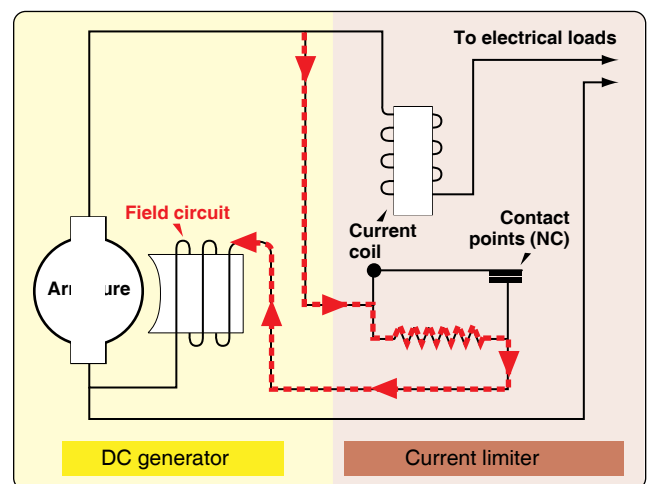 To electrical loads
Field circuit
Current
coil
Contact
points (NC)
DC generator
Current limiter